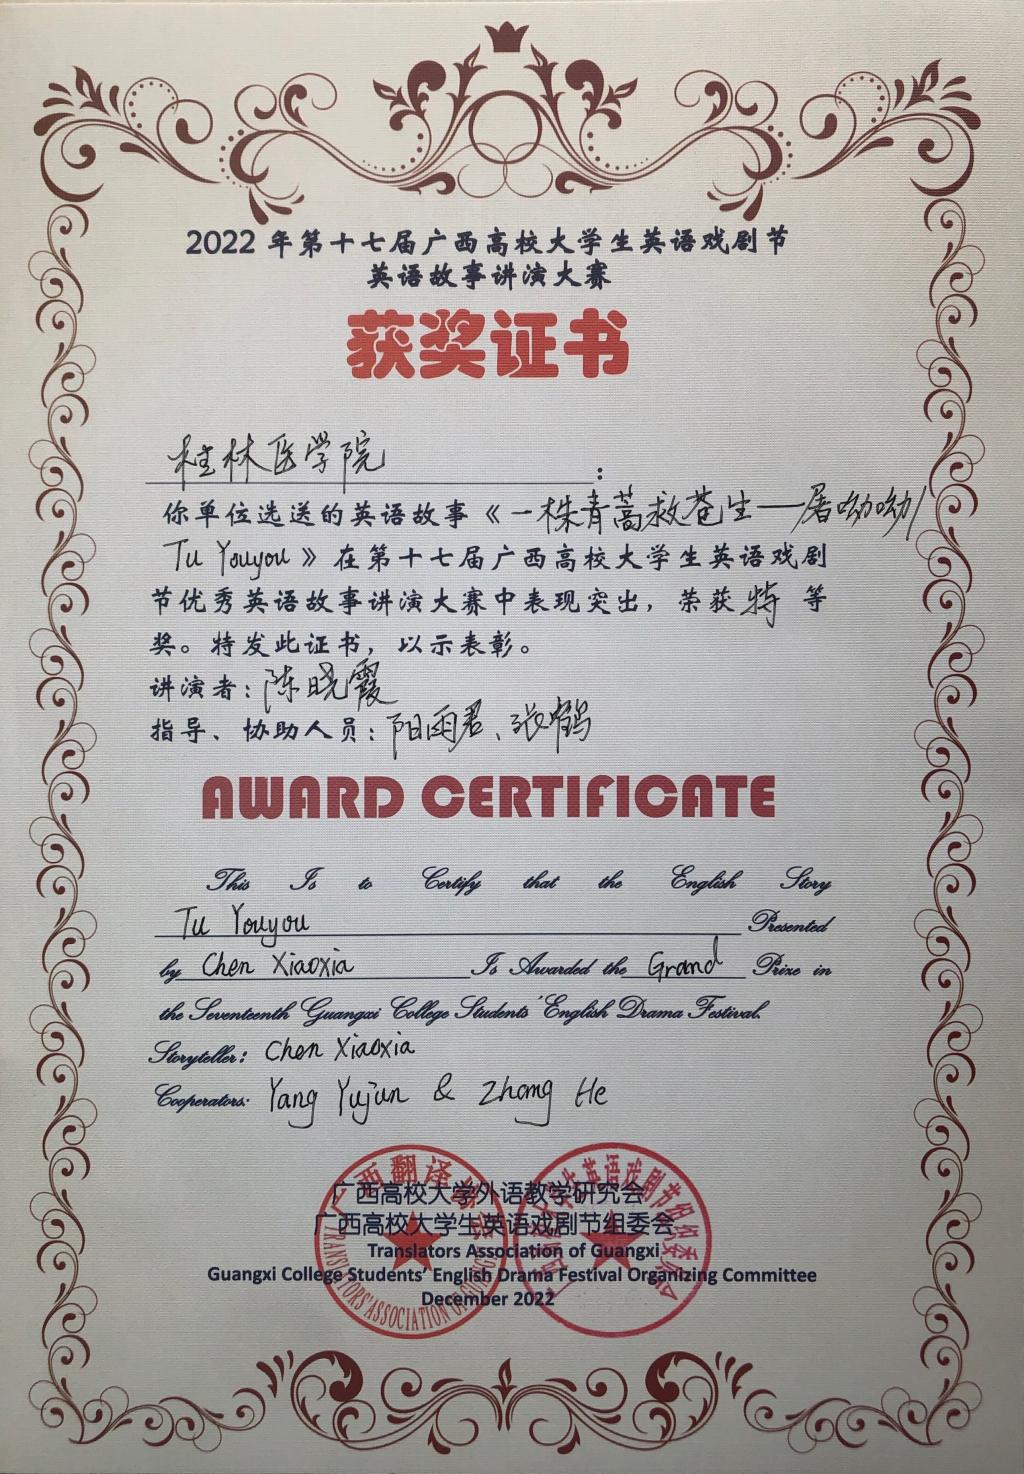 2022 年第十七届广西高校大学生英语戏剧节
英语故事讲演大赛
获奖证书
桂林医学院：
你单位选送的英语故事《一株青蒿救苍生——屠呦呦
Tu Youyou》在第十七届广西高校大学生英语戏剧
节优秀英语故事讲演大赛中表现突出，荣获特 等
奖。特发此证书，以示表彰。
讲演者：陈晓霞
指导、协助人员：阳雨君、张鹤
AWARD CERTIFICATE
This Is to Certify that the English Story
Tu Youyou Presented
by Chen Xiaoxia Is Awarded the Grand Prize in
the Seventeenth Guangxi College Students' English Drama Festival.
Storyteller: Chen Xiaoxia
Cooperators: Yang Yujun & Zhang He
广西高校大学外语教学研究会
广西高校大学生英语戏剧节组委会
Translators Association of Guangxi
Guangxi College Students' English Drama Festival Organizing Committee
December 2022